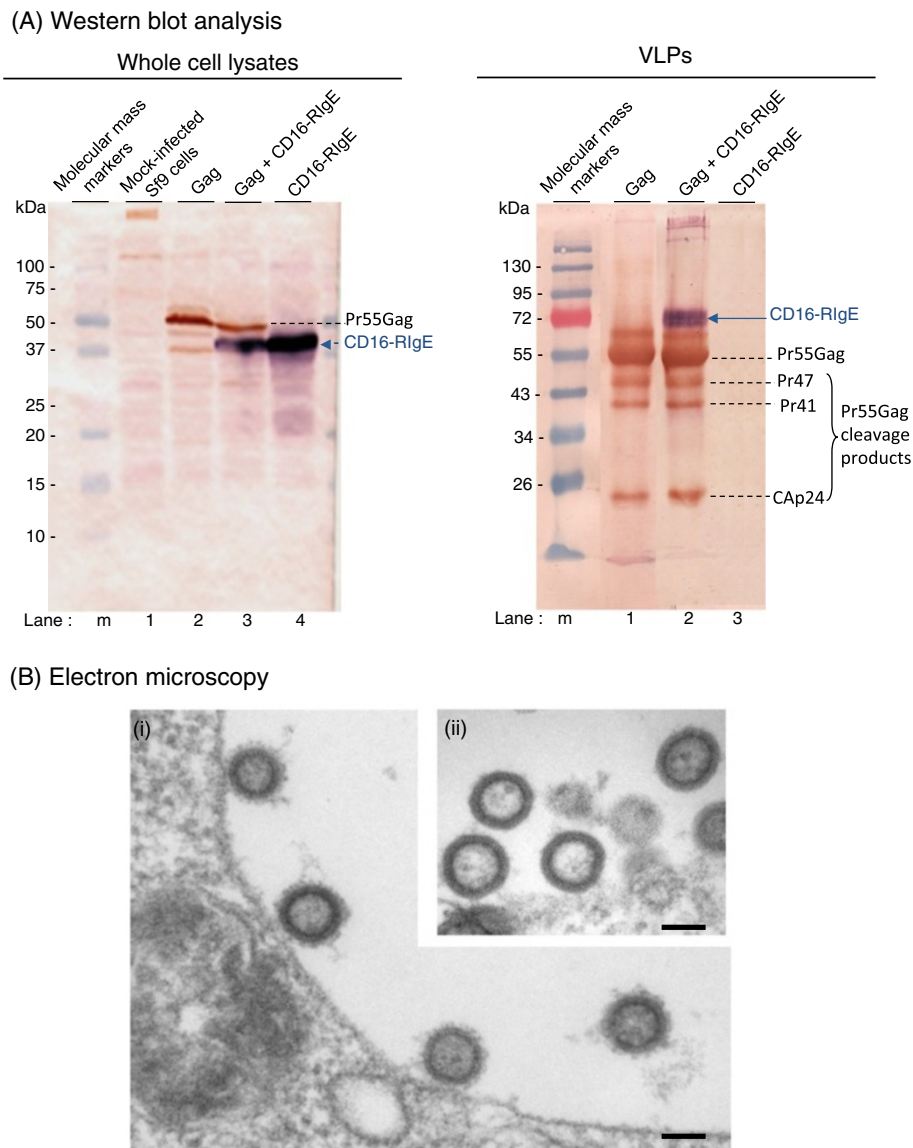 (A) Western blot analysis
Whole cell lysates
Molecular mass
markers
Mock-infected
Sf9 cells
Gag
Gag + CD16-RIgE
CD16-RIgE
kDa
100 -
75 -
50 -
37 -
25 -
20 -
15 -
10 -
Pr55Gag
CD16-RIgE
Lane : m 1 2 3 4
VLPs
Molecular mass
markers
Gag
Gag + CD16-RIgE
CD16-RIgE
kDa
130 -
95 -
72 -
55 -
43 -
34 -
26 -
CD16-RIgE
Pr55Gag
Pr47
Pr41
CAp24
Pr55Gag
cleavage
products
Lane : m 1 2 3
(B) Electron microscopy
(i)
(ii)